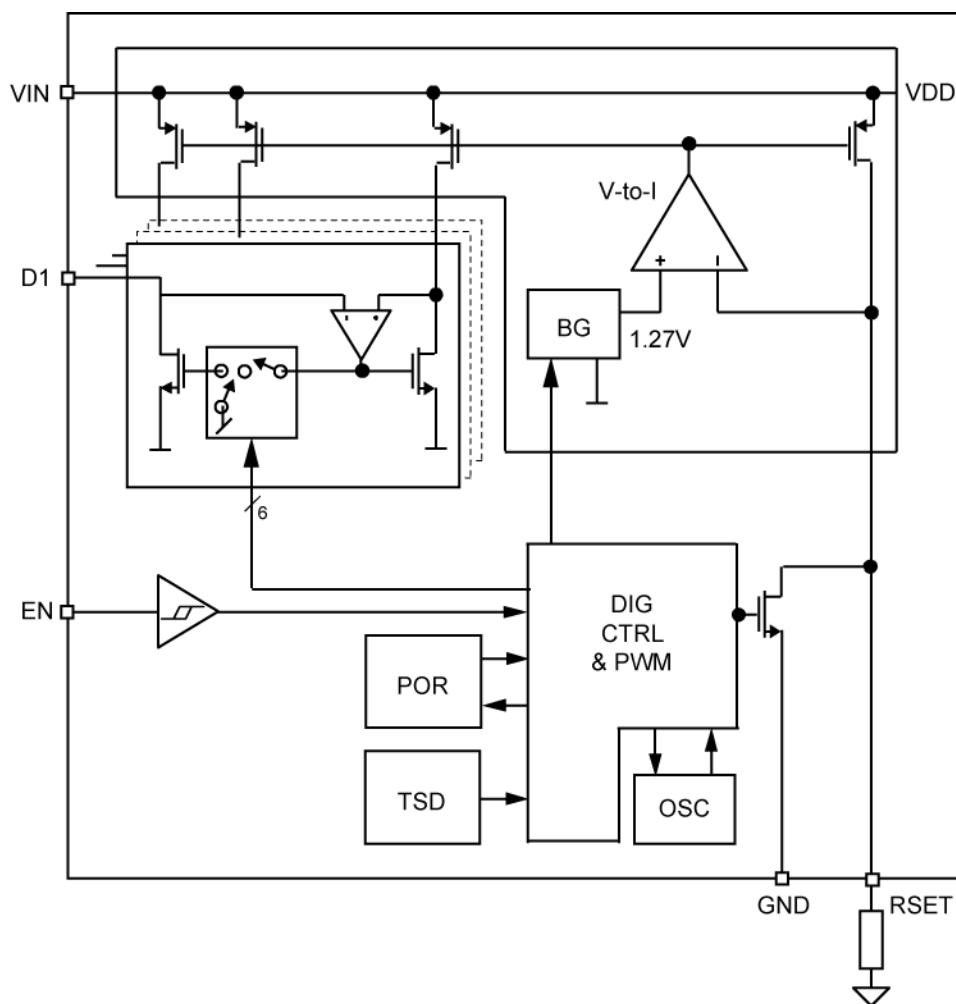 VIN
VDD
V-to-I
+
D1
BG
1.27V
6
EN
DIG
CTRL
& PWM
POR
TSD
OSC
GND
RSET